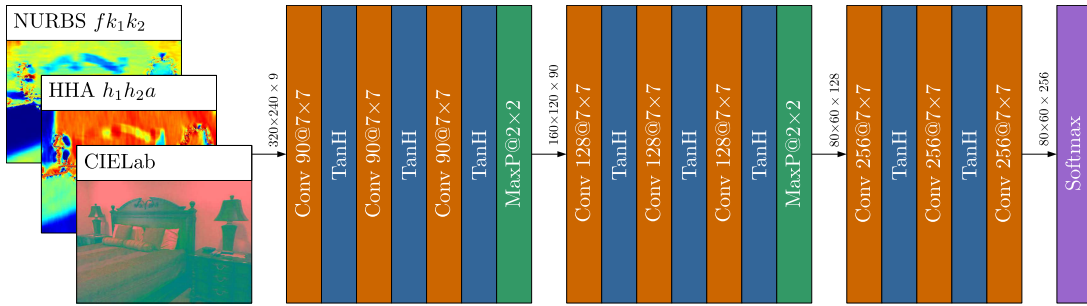 NURBS fk₁k₂
HHA h₁h₂a
CIELab
320×240 × 9
Conv 90@7×7
TanH
Conv 90@7×7
TanH
Conv 90@7×7
TanH
MaxP@2×2
160×120 × 90
Conv 128@7×7
TanH
Conv 128@7×7
TanH
Conv 128@7×7
TanH
MaxP@2×2
80×60 × 128
Conv 256@7×7
TanH
Conv 256@7×7
TanH
Conv 256@7×7
80×60 × 256
Softmax